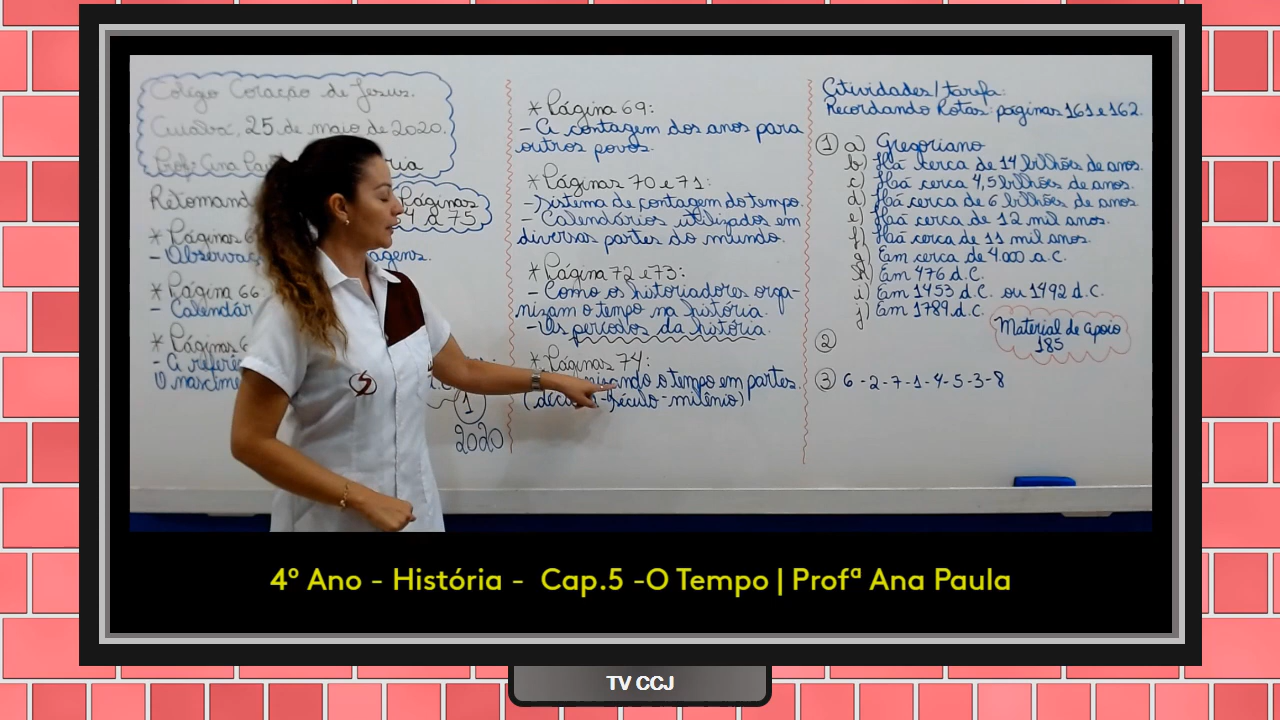 Colégio Coração de Jesus.
Cuiabá, 25 de maio de 2020.
Prof: Ana
Páginas
a 75
* Páginas
* Página 66
- Calendár
* Páginas
- A
O
2020
* Página 69:
- A contagem dos anos para
outros povos.
* Páginas 70 e 71:
- Sistema de contagem do tempo.
- Calendários utilizados em
diversas partes do mundo.
* Página 72 e 73:
- Como os historiadores orga-
nizam o tempo na história.
- Os períodos da história.
* Páginas 74:
o tempo em partes.
século - milênio)
Atividades/tarefa:
Recordando Rotas: páginas 161 e 162.
1 a) Gregoriano
b) Há cerca de 14 bilhões de anos.
c) Há cerca 4,5 bilhões de anos.
d) Há cerca de 6 bilhões de anos
e) Há cerca de 12 mil anos.
f) Há cerca de 11 mil anos.
g) Em cerca de 4.000 a.C.
h) Em 476 d.C.
i) Em 1453 d.C. ou 1492 d.C.
j) Em 1789 d.C.
Material de apoio
185
2
3 6 - 2 - 7 - 1 - 4 - 5 - 3 - 8
4º Ano - História - Cap.5 -O Tempo | Profª Ana Paula
TV CCJ